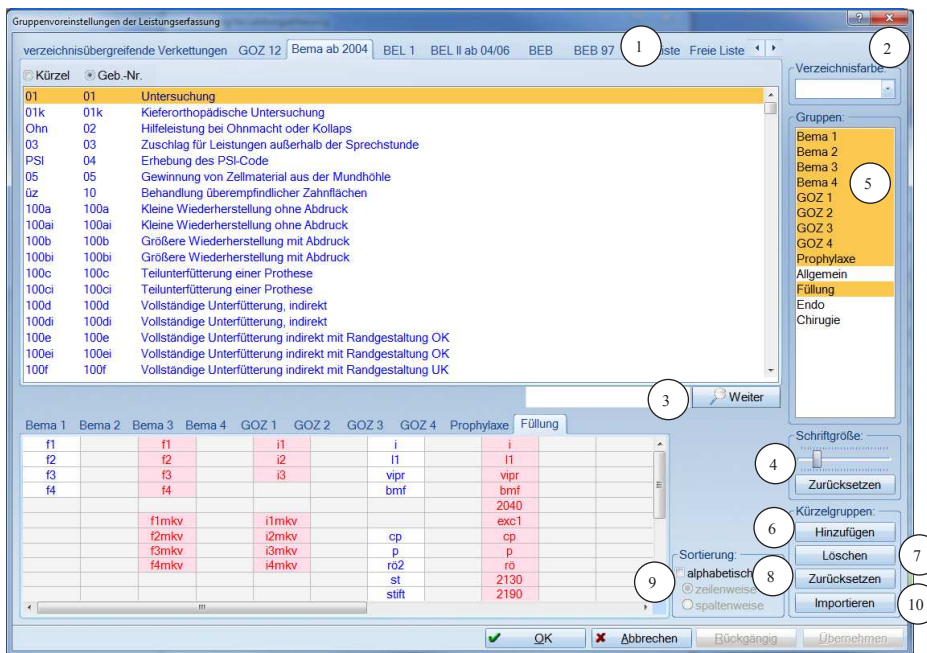 Gruppenvoreinstellungen der Leistungserfassung
verzeichnisübergreifende Verkettungen GOZ 12 Bema ab 2004 BEL 1 BEL II ab 04/06 BEB BEB 97 1 iste Freie Liste
2
Kürzel Geb.-Nr.
Verzeichnisfarbe:
01 01 Untersuchung
01k 01k Kieferorthopädische Untersuchung
Ohn 02 Hilfeleistung bei Ohnmacht oder Kollaps
03 03 Zuschlag für Leistungen außerhalb der Sprechstunde
PSI 04 Erhebung des PSI-Code
05 05 Gewinnung von Zellmaterial aus der Mundhöhle
üz 10 Behandlung überempfindlicher Zahnflächen
100a 100a Kleine Wiederherstellung ohne Abdruck
100ai 100ai Kleine Wiederherstellung ohne Abdruck
100b 100b Größere Wiederherstellung mit Abdruck
100bi 100bi Größere Wiederherstellung mit Abdruck
100c 100c Teilunterfütterung einer Prothese
100ci 100ci Teilunterfütterung einer Prothese
100d 100d Vollständige Unterfütterung, indirekt
100di 100di Vollständige Unterfütterung, indirekt
100e 100e Vollständige Unterfütterung indirekt mit Randgestaltung OK
100ei 100ei Vollständige Unterfütterung indirekt mit Randgestaltung OK
100f 100f Vollständige Unterfütterung indirekt mit Randgestaltung UK
Gruppen:
Bema 1
Bema 2
Bema 3
Bema 4
5
GOZ 1
GOZ 2
GOZ 3
GOZ 4
Prophylaxe
Allgemein
Füllung
Endo
Chirugie
3
Weiter
Bema 1 Bema 2 Bema 3 Bema 4 GOZ 1 GOZ 2 GOZ 3 GOZ 4 Prophylaxe Füllung
f1 f1 i1 i i
f2 f2 i2 l1 l1
f3 f3 i3 vipr vipr
f4 f4 bmf bmf
2040
f1mkv i1mkv exc1
f2mkv i2mkv cp cp
f3mkv i3mkv p p
f4mkv i4mkv rö2 rö
st 2130
stift 2190
Schriftgröße:
4
Zurücksetzen
Kürzelgruppen:
6
Hinzufügen
Löschen
7
Zurücksetzen
8
Importieren
10
Sortierung:
alphabetisch
9
zeilenweise
spaltenweise
OK Abbrechen Rückgängig Übernehmen